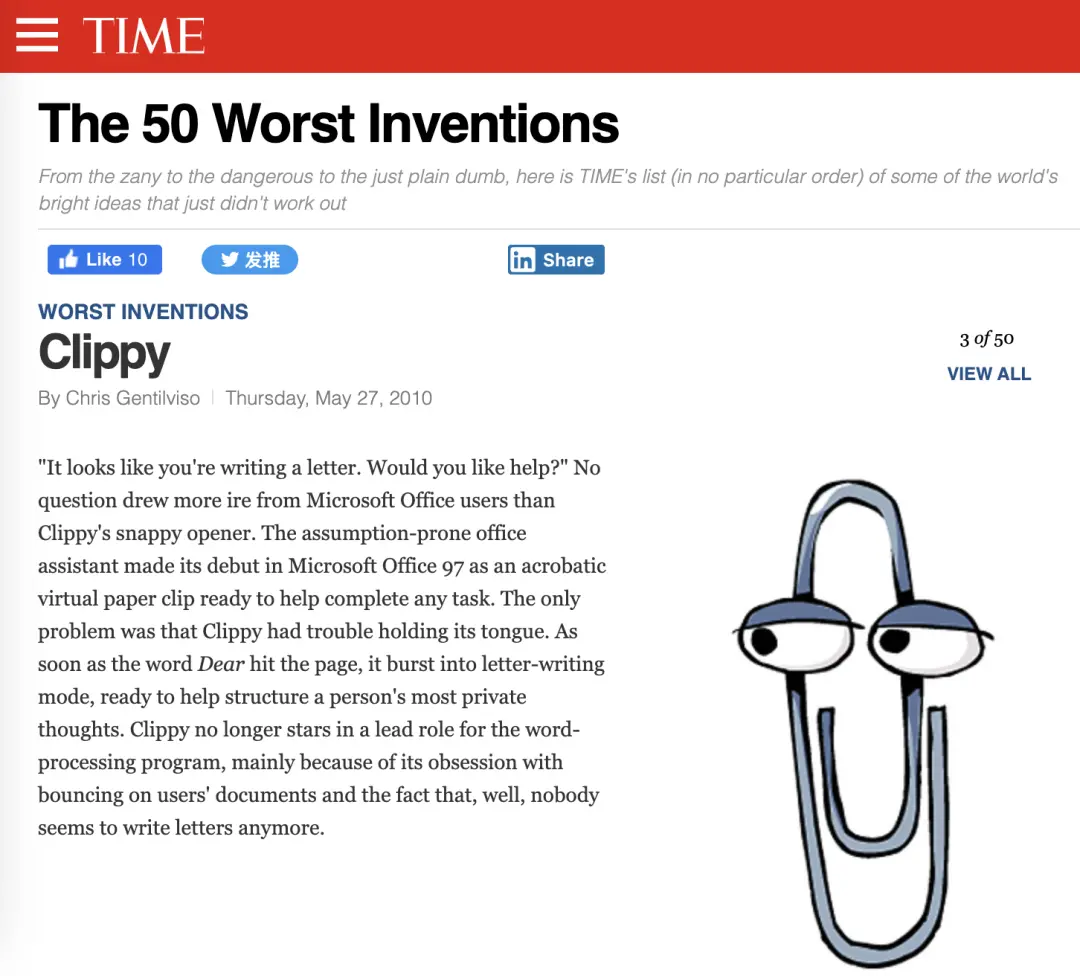 TIME
The 50 Worst Inventions
From the zany to the dangerous to the just plain dumb, here is TIME's list (in no particular order) of some of the world's
bright ideas that just didn't work out
Like 10
发推
in Share
WORST INVENTIONS
Clippy
3 of 50
By Chris Gentilviso | Thursday, May 27, 2010
VIEW ALL
"It looks like you're writing a letter. Would you like help?" No
question drew more ire from Microsoft Office users than
Clippy's snappy opener. The assumption-prone office
assistant made its debut in Microsoft Office 97 as an acrobatic
virtual paper clip ready to help complete any task. The only
problem was that Clippy had trouble holding its tongue. As
soon as the word Dear hit the page, it burst into letter-writing
mode, ready to help structure a person's most private
thoughts. Clippy no longer stars in a lead role for the word-
processing program, mainly because of its obsession with
bouncing on users' documents and the fact that, well, nobody
seems to write letters anymore.